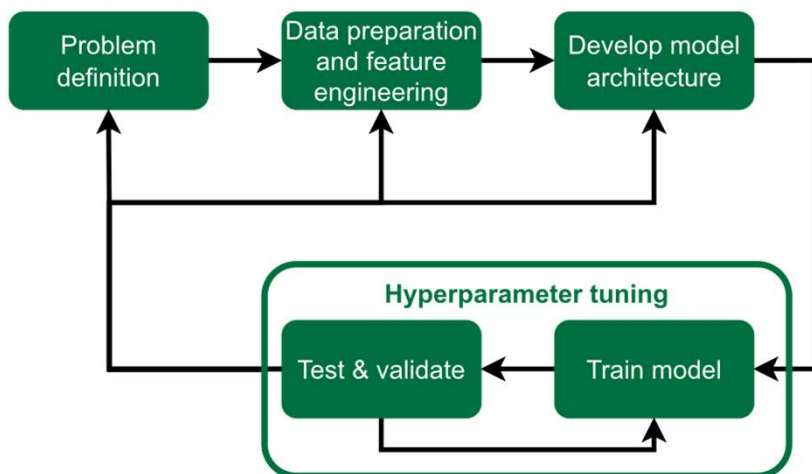 Problem
definition
Data preparation
and feature
engineering
Develop model
architecture
Hyperparameter tuning
Test & validate
Train model